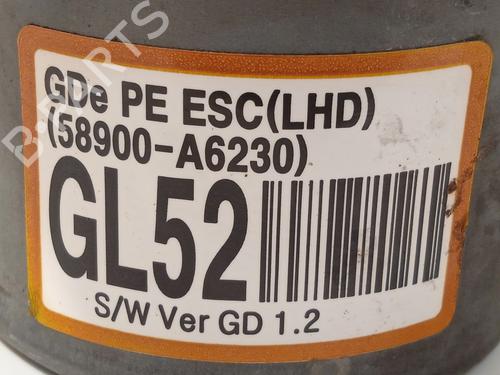 GDe PE ESC(LHD)
(58900-A6230)
GL52
S/W Ver GD 1.2